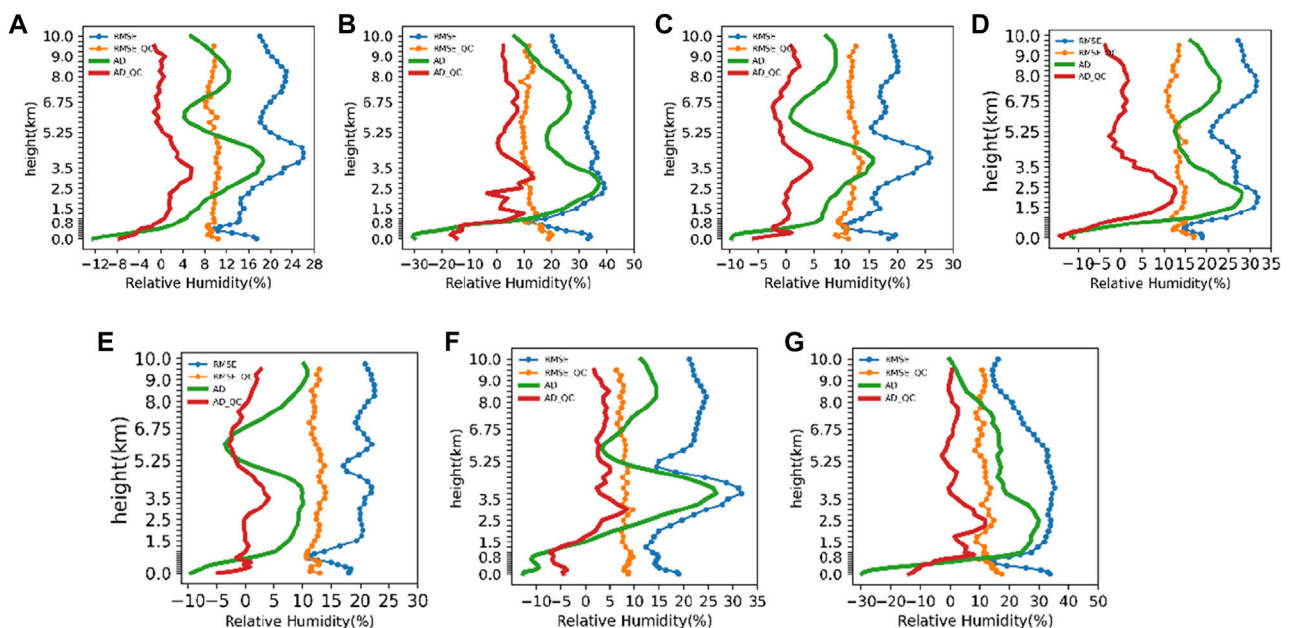 A
10.0
9.0
8.0
6.75
5.25
3.5
2.5
1.5
0.8
0.0
height(km)
RMSE
RMSE_QC
AD
AD_QC
−12 −8 −4 0 4 8 12 16 20 24 28
Relative Humidity(%)
B
10.0
9.0
8.0
6.75
5.25
3.5
2.5
1.5
0.8
0.0
height(km)
RMSE
RMSE_QC
AD
AD_QC
−30 −20 −10 0 10 20 30 40 50
Relative Humidity(%)
C
10.0
9.0
8.0
6.75
5.25
3.5
2.5
1.5
0.8
0.0
height(km)
RMSE
RMSE_QC
AD
AD_QC
−10 −5 0 5 10 15 20 25 30
Relative Humidity(%)
D
10.0
9.0
8.0
6.75
5.25
3.5
2.5
1.5
0.0
height(km)
RMSE
RMSE_QC
AD
AD_QC
−10 −5 0 5 10 15 20 25 30 35
Relative Humidity(%)
E
10.0
9.0
8.0
6.75
5.25
3.5
2.5
1.5
0.0
height(km)
RMSE
RMSE_QC
AD
AD_QC
−10 −5 0 5 10 15 20 25 30
Relative Humidity(%)
F
10.0
9.0
8.0
6.75
5.25
3.5
2.5
1.5
0.8
0.0
height(km)
RMSE
RMSE_QC
AD
AD_QC
−10 −5 0 5 10 15 20 25 30 35
Relative Humidity(%)
G
10.0
9.0
8.0
6.75
5.25
3.5
2.5
1.5
0.8
0.0
height(km)
RMSE
RMSE_QC
AD
AD_QC
−30 −20 −10 0 10 20 30 40 50
Relative Humidity(%)